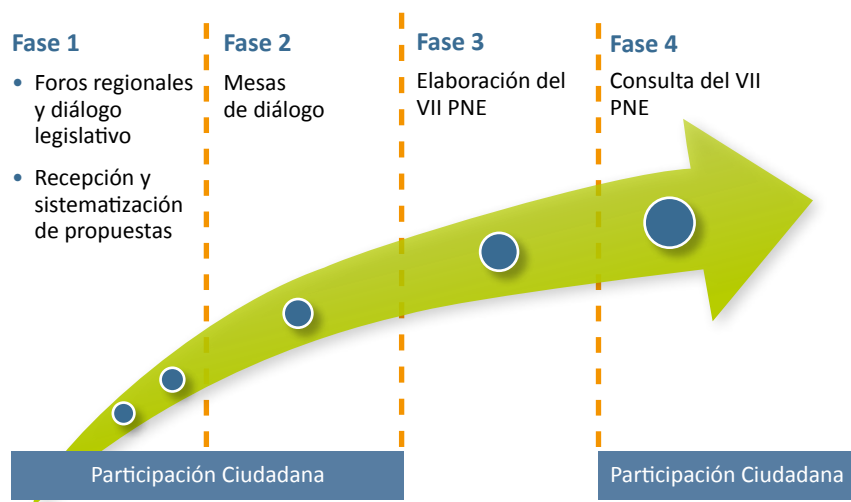 Fase 1
• Foros regionales
y diálogo
legislativo
• Recepción y
sistematización
de propuestas
Fase 2
Mesas
de diálogo
Fase 3
Elaboración del
VII PNE
Fase 4
Consulta del VII
PNE
Participación Ciudadana
Participación Ciudadana